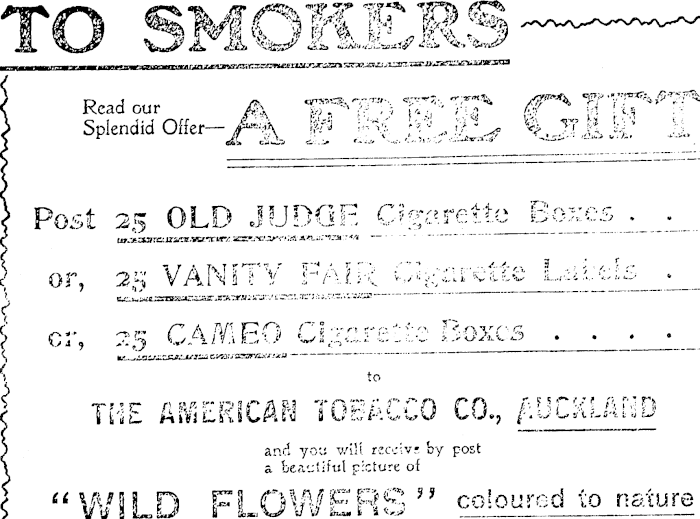 TO SMOKERS
Read our
Splendid Offer— A FREE GIFT
Post 25 OLD JUDGE Cigarette Boxes . .
or, 25 VANITY FAIR Cigarette Labels .
or, 25 CAMEO Cigarette Boxes . . . .
to
THE AMERICAN TOBACCO CO., AUCKLAND
and you will receive by post
a beautiful picture of
"WILD FLOWERS" coloured to nature